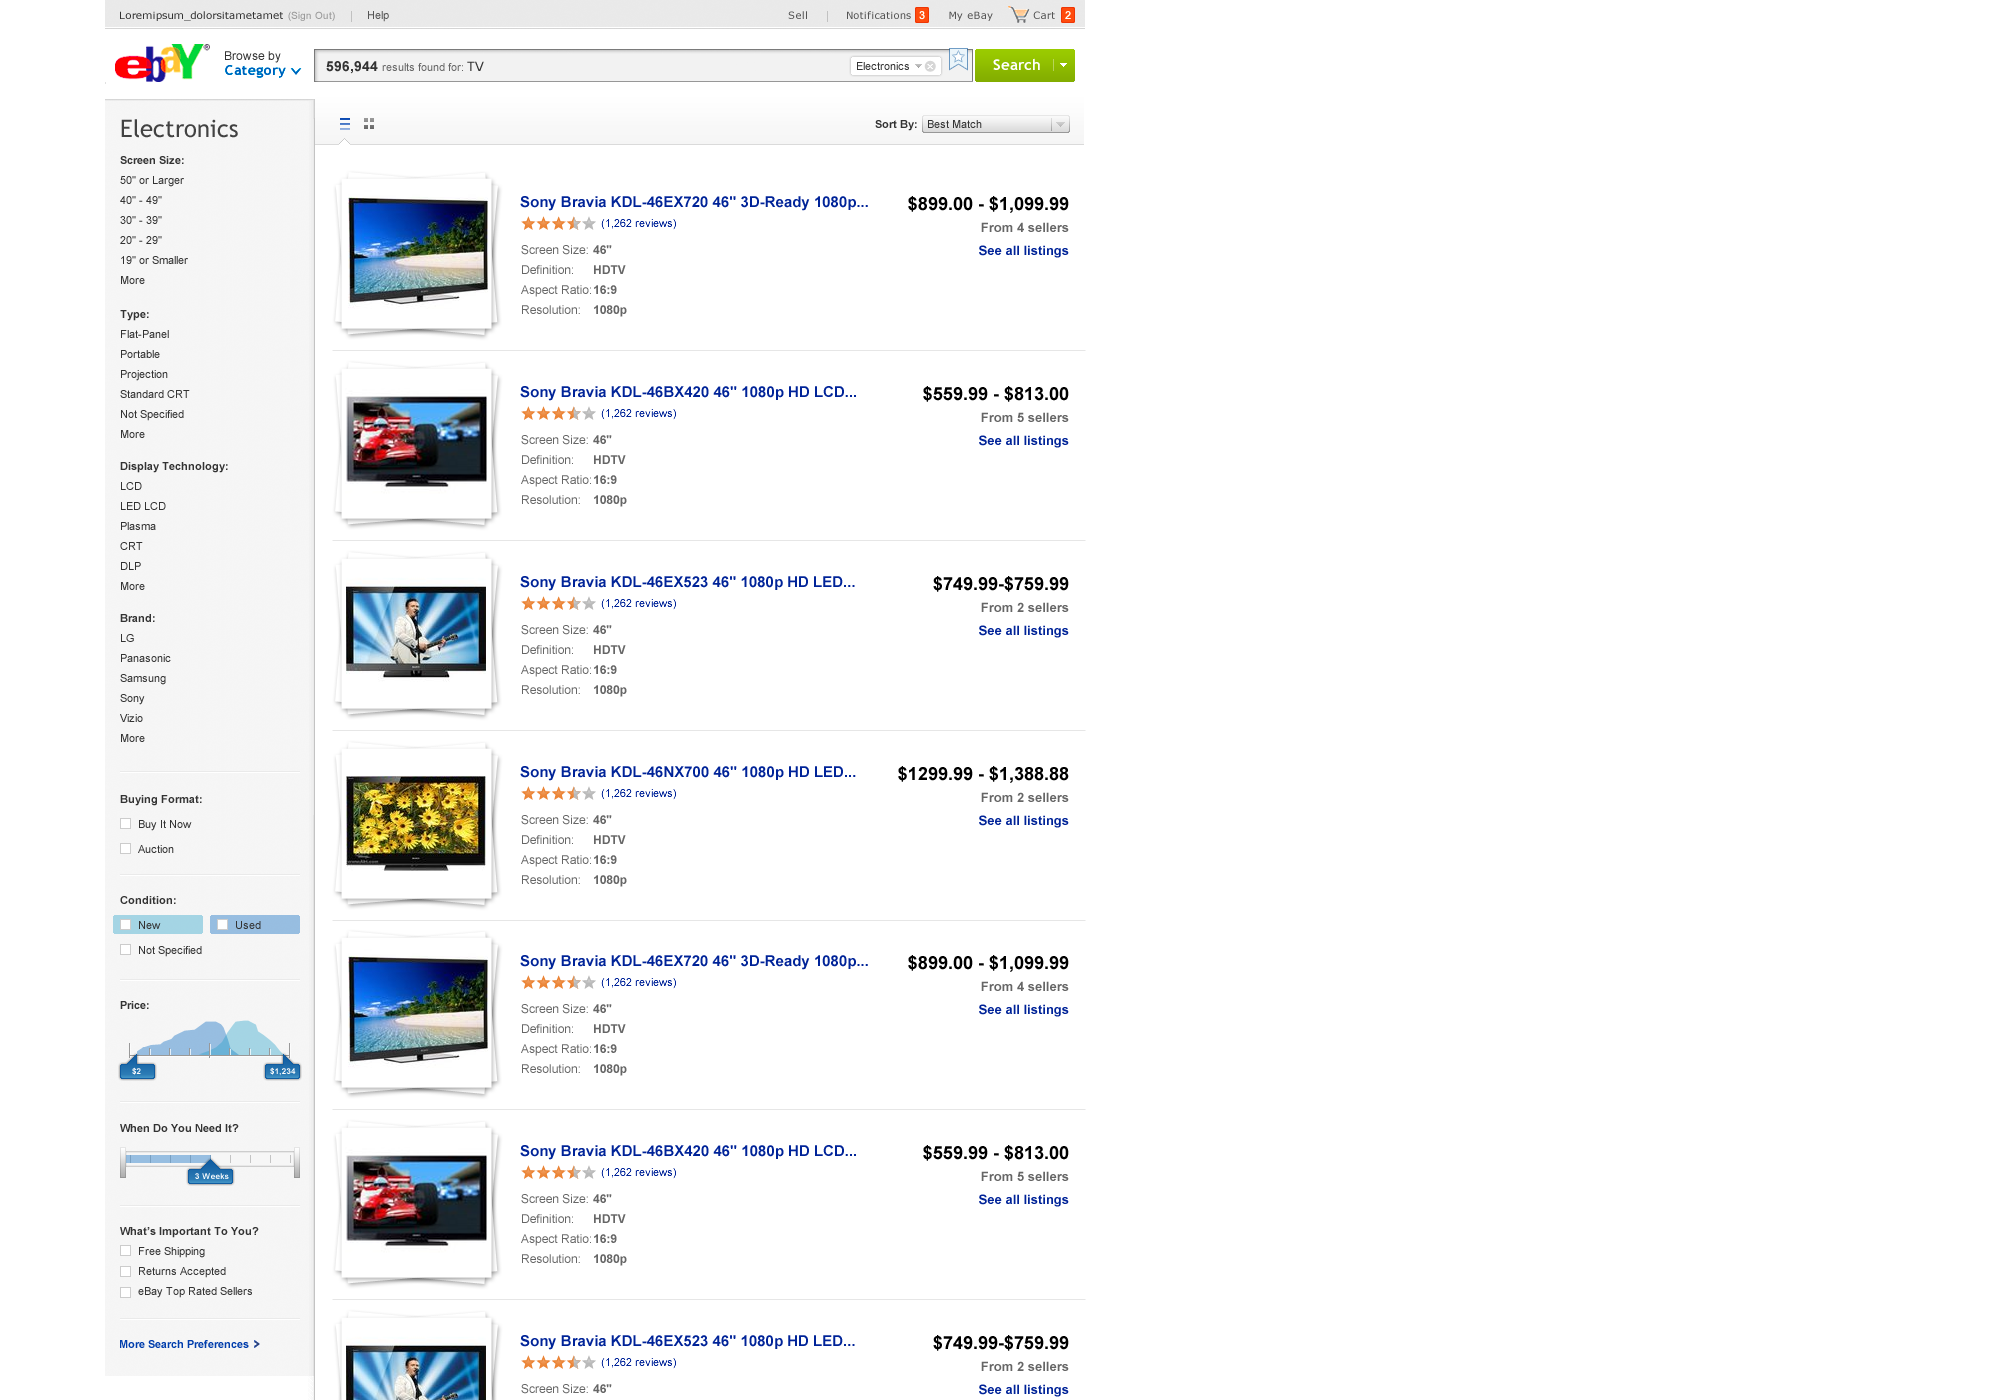 Loremipsum_dolorsitametamet (Sign Out) | Help Sell | Notifications 3 My eBay Cart 2
ebaY®
Browse by
Category
596,944 results found for: TV Electronics Search
Electronics
Screen Size:
50" or Larger
40" - 49"
30" - 39"
20" - 29"
19" or Smaller
More
Type:
Flat-Panel
Portable
Projection
Standard CRT
Not Specified
More
Display Technology:
LCD
LED LCD
Plasma
CRT
DLP
More
Brand:
LG
Panasonic
Samsung
Sony
Vizio
More
Buying Format:
Buy It Now
Auction
Condition:
New Used
Not Specified
Price:
$2 $1,234
When Do You Need It?
3 Weeks
What's Important To You?
Free Shipping
Returns Accepted
eBay Top Rated Sellers
More Search Preferences >
Sort By: Best Match
Sony Bravia KDL-46EX720 46" 3D-Ready 1080p...
(1,262 reviews)
Screen Size: 46"
Definition: HDTV
Aspect Ratio: 16:9
Resolution: 1080p
$899.00 - $1,099.99
From 4 sellers
See all listings
Sony Bravia KDL-46BX420 46" 1080p HD LCD...
(1,262 reviews)
Screen Size: 46"
Definition: HDTV
Aspect Ratio: 16:9
Resolution: 1080p
$559.99 - $813.00
From 5 sellers
See all listings
Sony Bravia KDL-46EX523 46" 1080p HD LED...
(1,262 reviews)
Screen Size: 46"
Definition: HDTV
Aspect Ratio: 16:9
Resolution: 1080p
$749.99-$759.99
From 2 sellers
See all listings
Sony Bravia KDL-46NX700 46" 1080p HD LED...
(1,262 reviews)
Screen Size: 46"
Definition: HDTV
Aspect Ratio: 16:9
Resolution: 1080p
$1299.99 - $1,388.88
From 2 sellers
See all listings
Sony Bravia KDL-46EX720 46" 3D-Ready 1080p...
(1,262 reviews)
Screen Size: 46"
Definition: HDTV
Aspect Ratio: 16:9
Resolution: 1080p
$899.00 - $1,099.99
From 4 sellers
See all listings
Sony Bravia KDL-46BX420 46" 1080p HD LCD...
(1,262 reviews)
Screen Size: 46"
Definition: HDTV
Aspect Ratio: 16:9
Resolution: 1080p
$559.99 - $813.00
From 5 sellers
See all listings
Sony Bravia KDL-46EX523 46" 1080p HD LED...
(1,262 reviews)
Screen Size: 46"
$749.99-$759.99
From 2 sellers
See all listings